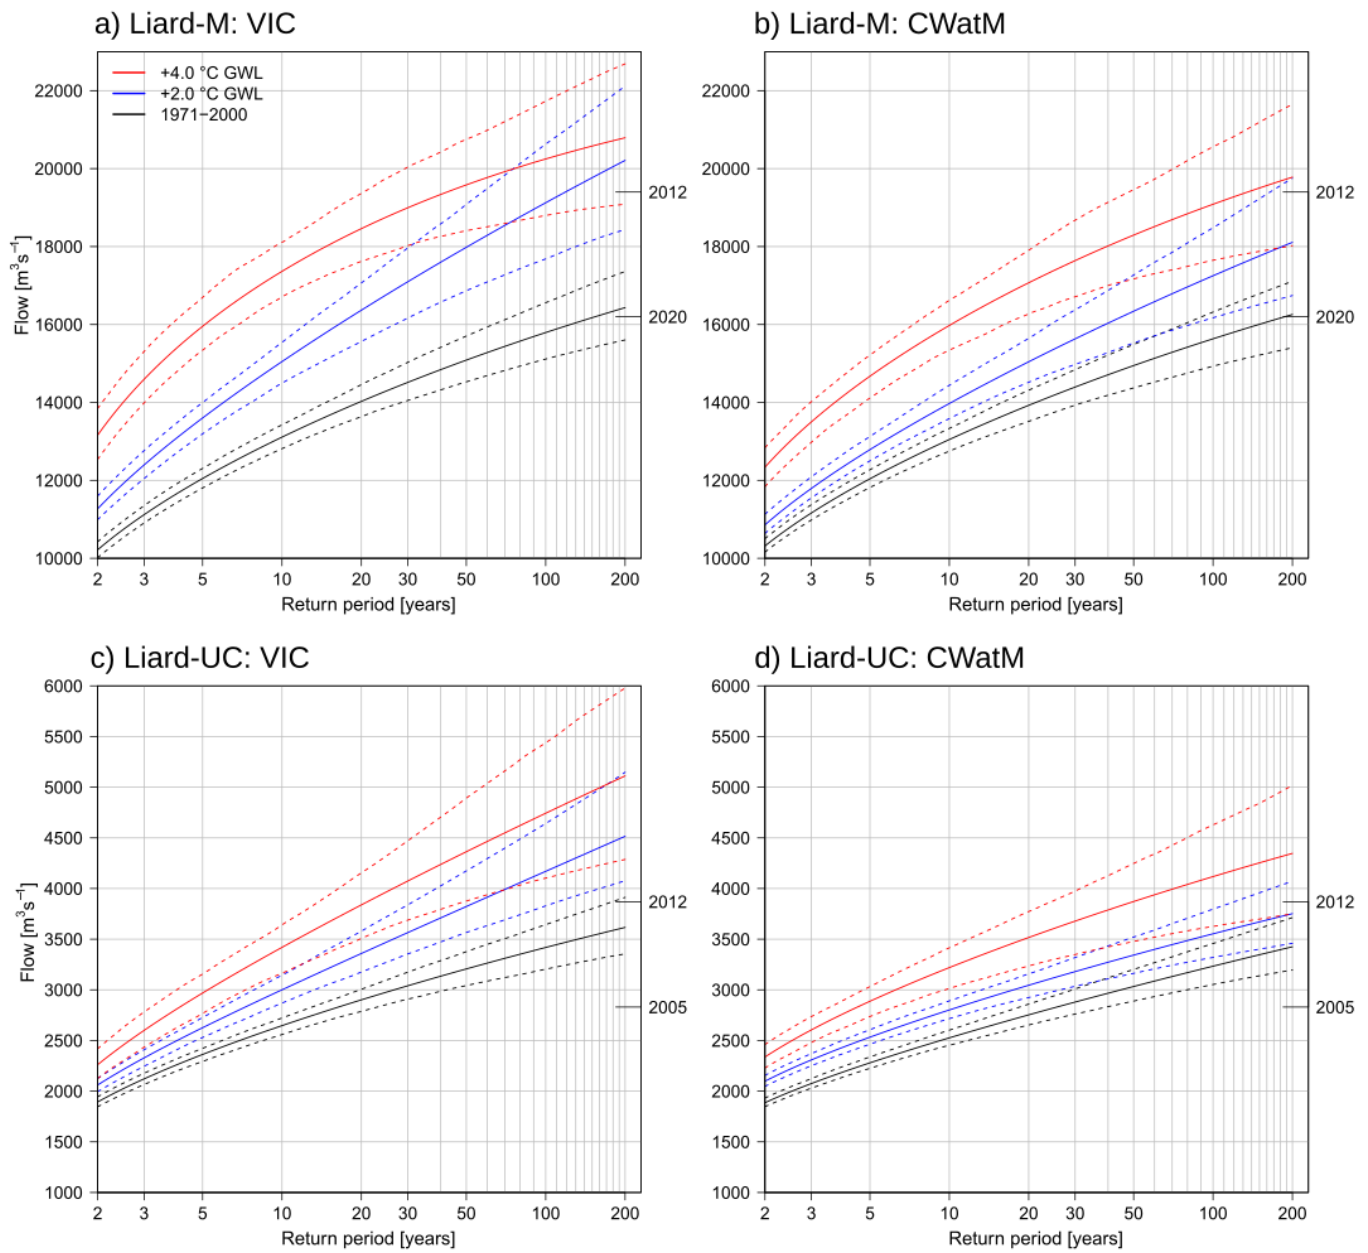 a) Liard-M: VIC
Flow [m³s⁻¹]
22000
20000
18000
16000
14000
12000
10000
+4.0 °C GWL
+2.0 °C GWL
1971−2000
2012
2020
2 3 5 10 20 30 50 100 200
Return period [years]
b) Liard-M: CWatM
22000
20000
18000
16000
14000
12000
10000
2012
2020
2 3 5 10 20 30 50 100 200
Return period [years]
c) Liard-UC: VIC
Flow [m³s⁻¹]
6000
5500
5000
4500
4000
3500
3000
2500
2000
1500
1000
2012
2005
2 3 5 10 20 30 50 100 200
Return period [years]
d) Liard-UC: CWatM
6000
5500
5000
4500
4000
3500
3000
2500
2000
1500
1000
2012
2005
2 3 5 10 20 30 50 100 200
Return period [years]